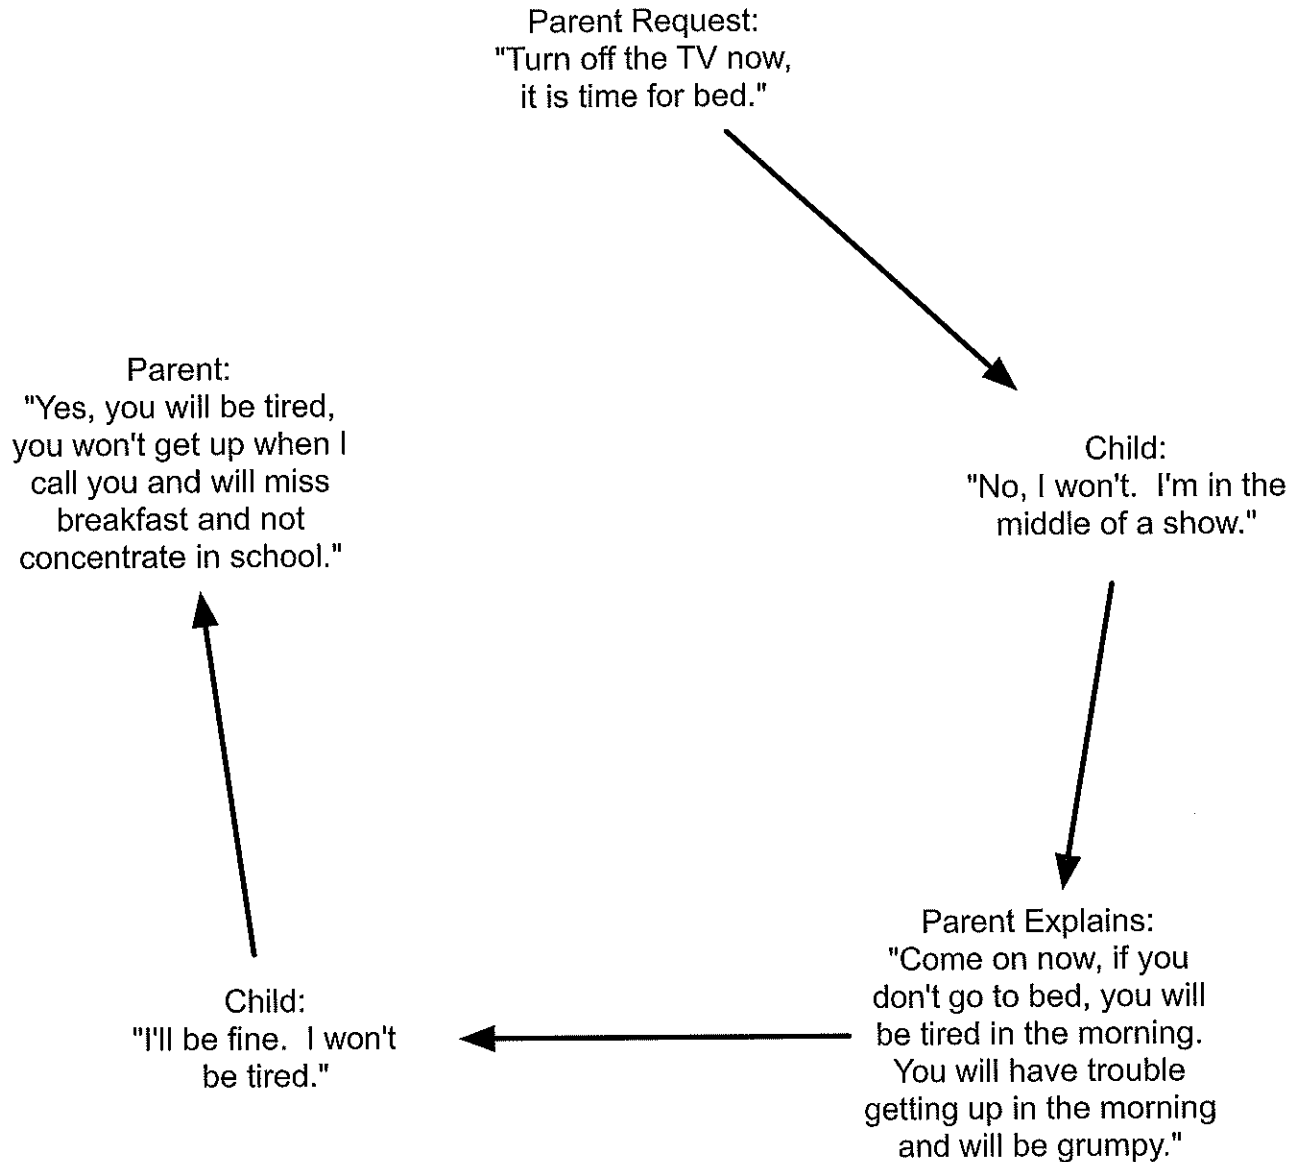 Parent Request:
"Turn off the TV now,
it is time for bed."
Child:
"No, I won't.  I'm in the
middle of a show."
Parent Explains:
"Come on now, if you
don't go to bed, you will
be tired in the morning.
You will have trouble
getting up in the morning
and will be grumpy."
Child:
"I'll be fine.  I won't
be tired."
Parent:
"Yes, you will be tired,
you won't get up when I
call you and will miss
breakfast and not
concentrate in school."